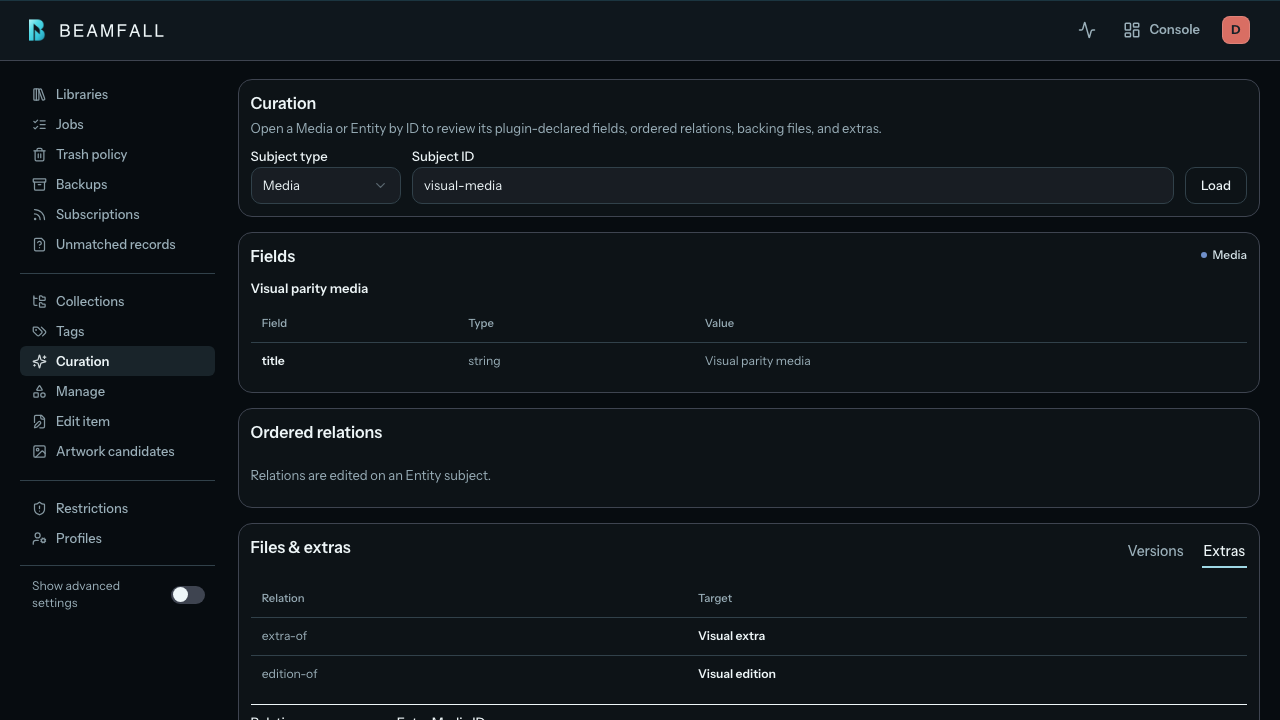 BEAMFALL
Console
D
Libraries
Jobs
Trash policy
Backups
Subscriptions
Unmatched records
Collections
Tags
Curation
Manage
Edit item
Artwork candidates
Restrictions
Profiles
Show advanced
settings
Curation
Open a Media or Entity by ID to review its plugin-declared fields, ordered relations, backing files, and extras.
Subject type
Subject ID
Media
visual-media
Load
Fields
Media
Visual parity media
Field Type Value
title string Visual parity media
Ordered relations
Relations are edited on an Entity subject.
Files & extras
Versions Extras
Relation Target
extra-of Visual extra
edition-of Visual edition